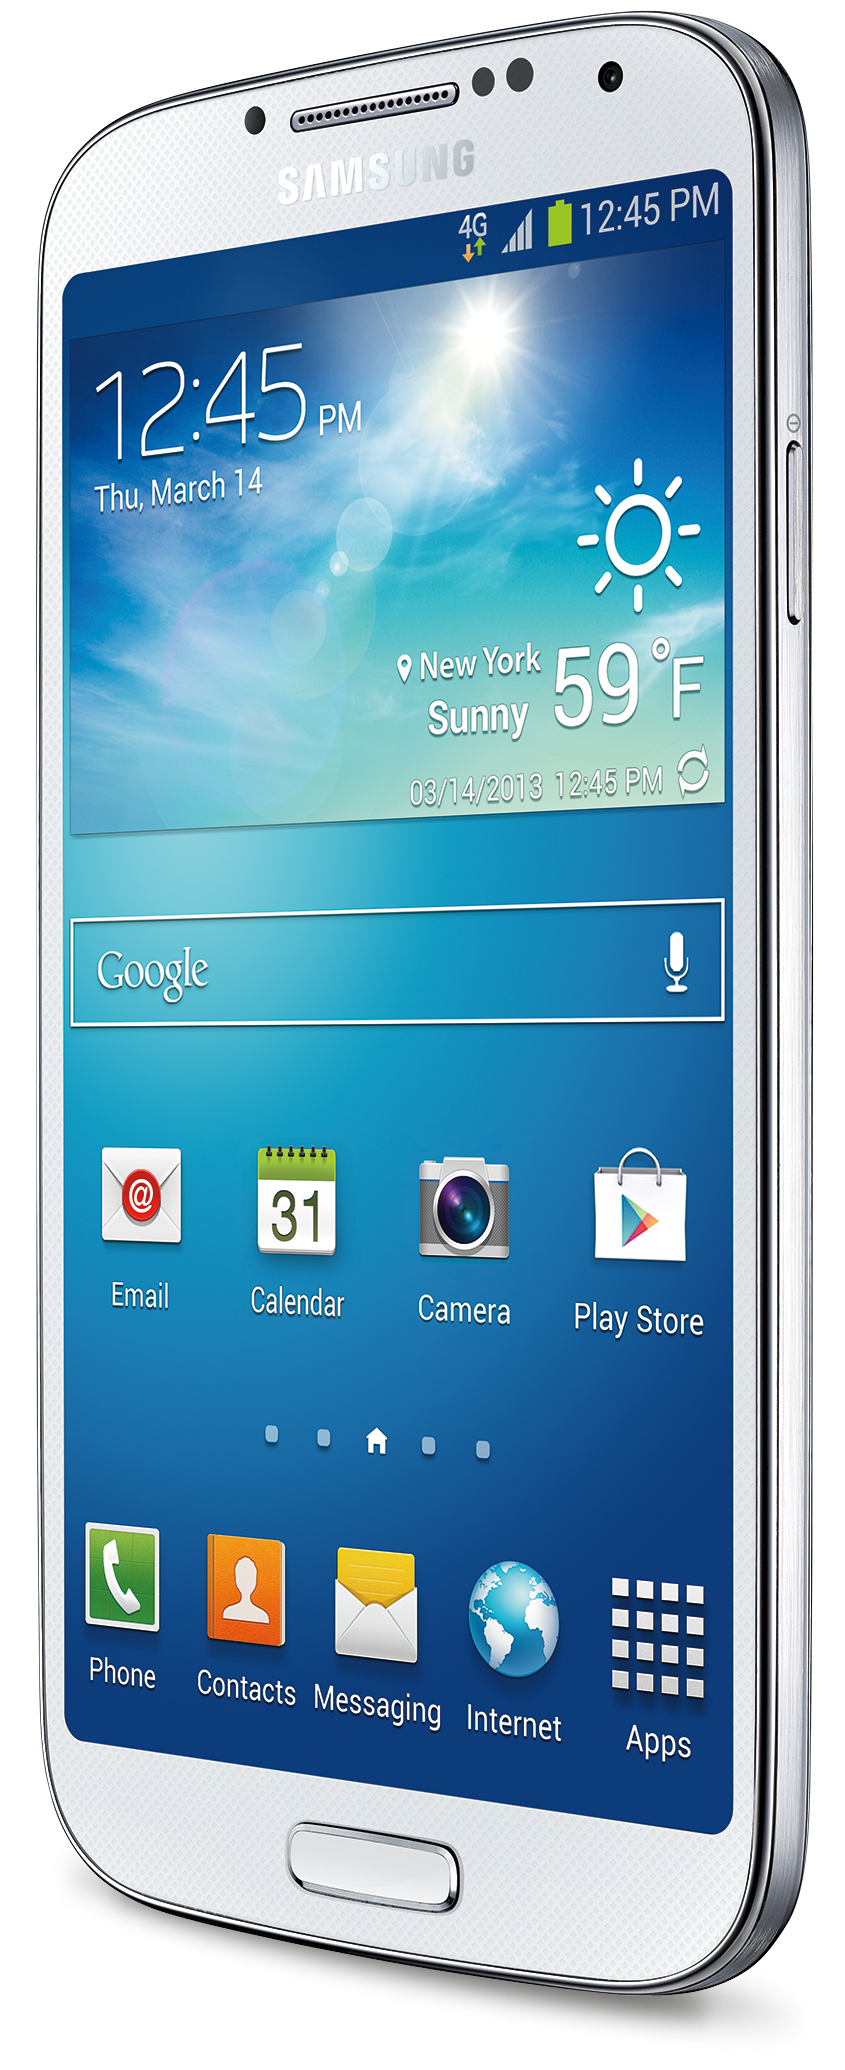 SAMSUNG
4G 12:45 PM
12:45 PM
Thu, March 14
New York
Sunny 59°F
03/14/2013 12:45 PM
Google
@ 31
Email Calendar Camera Play Store
Phone Contacts Messaging Internet Apps